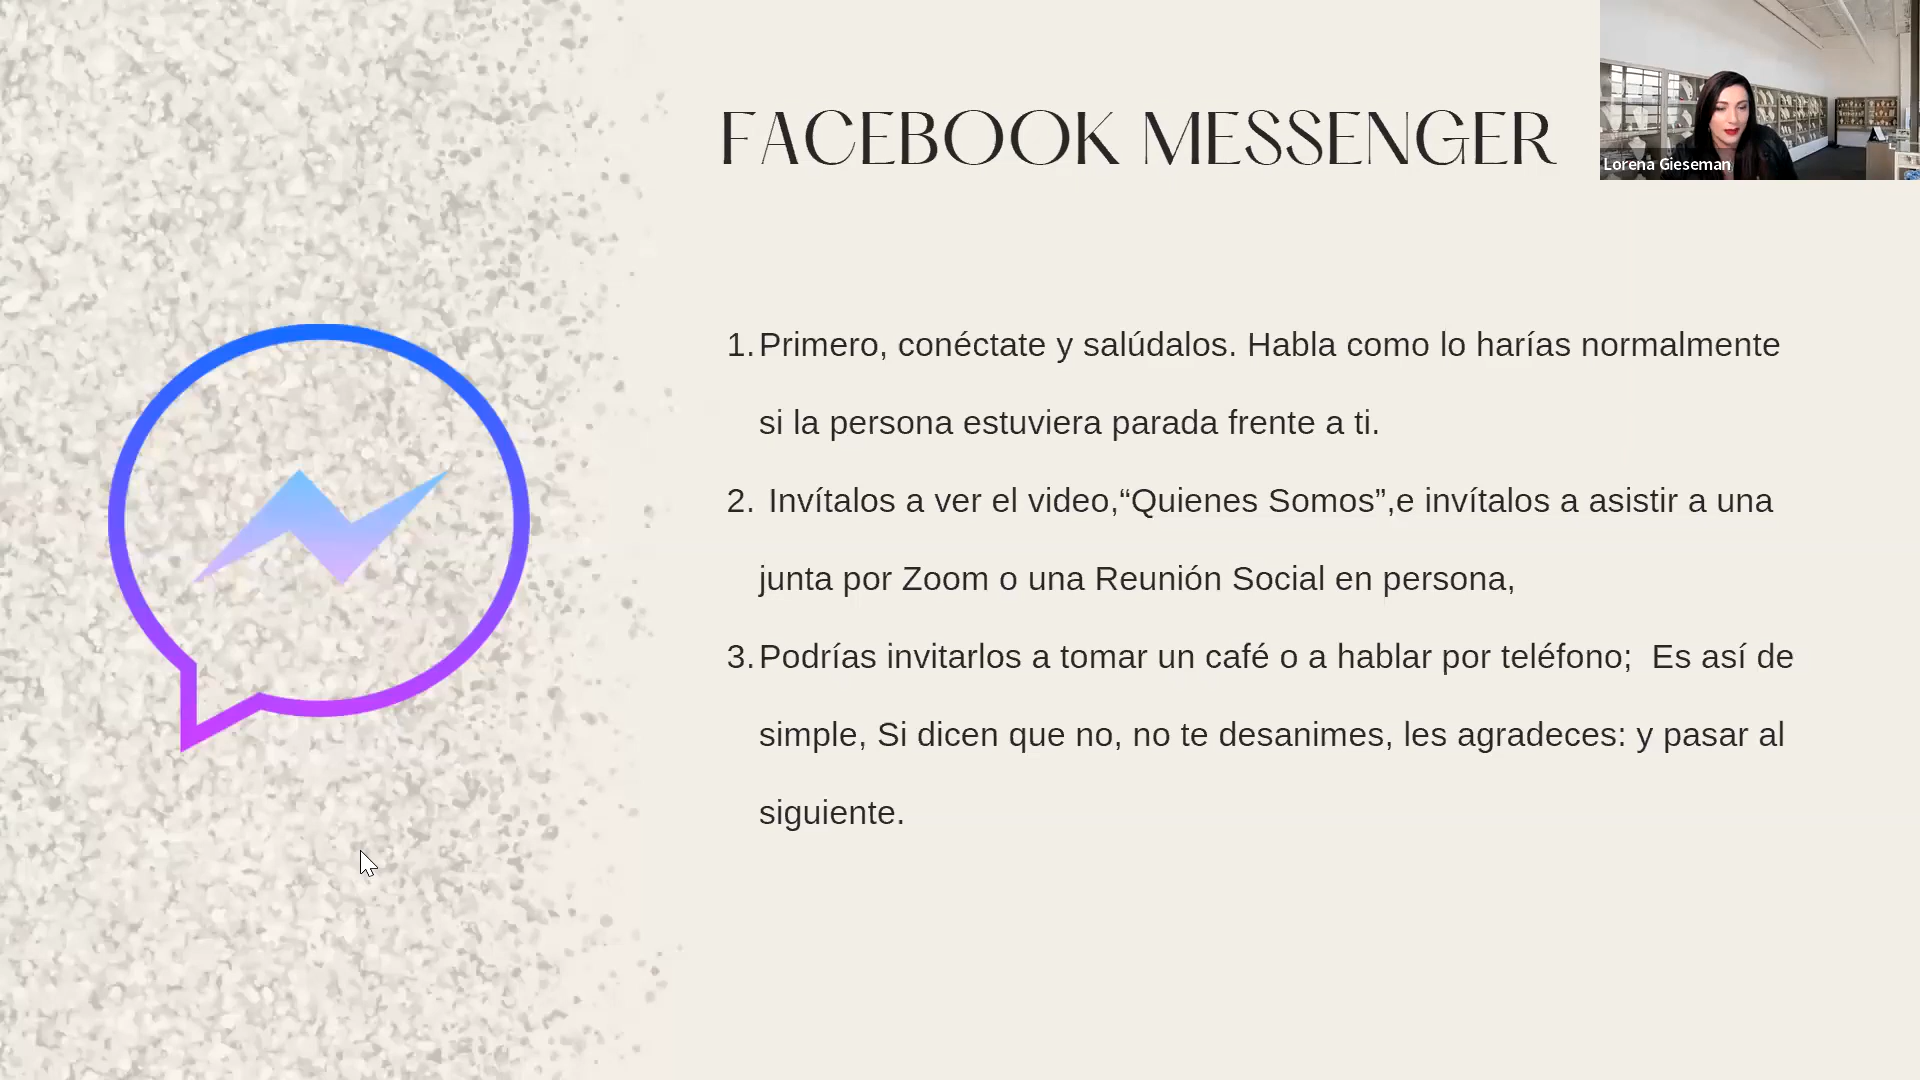 FACEBOOK MESSENGER
Lorena Gieseman
1. Primero, conéctate y salúdalos. Habla como lo harías normalmente
si la persona estuviera parada frente a ti.
2. Invítalos a ver el video,“Quienes Somos”,e invítalos a asistir a una
junta por Zoom o una Reunión Social en persona,
3. Podrías invitarlos a tomar un café o a hablar por teléfono; Es así de
simple, Si dicen que no, no te desanimes, les agradeces: y pasar al
siguiente.